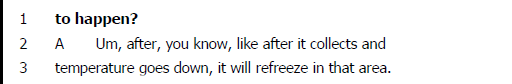 1 to happen?
2 A Um, after, you know, like after it collects and
3 temperature goes down, it will refreeze in that area.